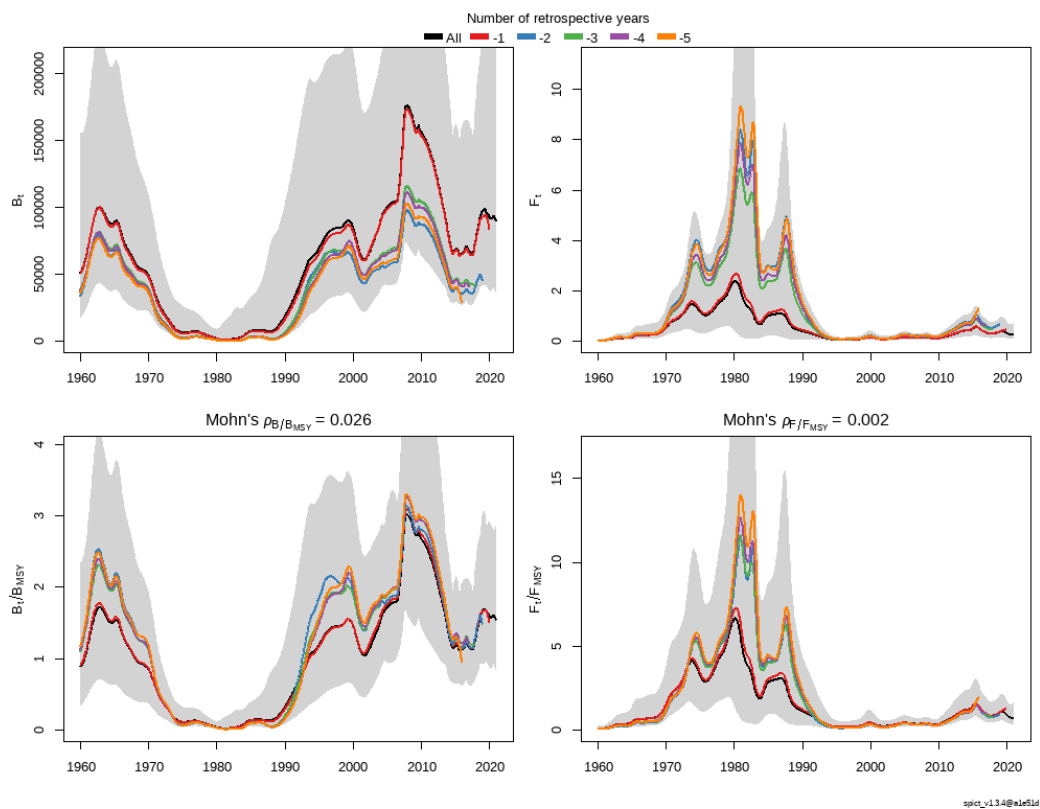 Number of retrospective years
All -1 -2 -3 -4 -5
Bₜ
0 50000 100000 150000 200000
1960 1970 1980 1990 2000 2010 2020
Fₜ
0 2 4 6 8 10
1960 1970 1980 1990 2000 2010 2020
Mohn's ρB/BMSY = 0.026
Bₜ/BMSY
0 1 2 3 4
1960 1970 1980 1990 2000 2010 2020
Mohn's ρF/FMSY = 0.002
Fₜ/FMSY
0 5 10 15
1960 1970 1980 1990 2000 2010 2020
spict_v1.3.4@a1e51d